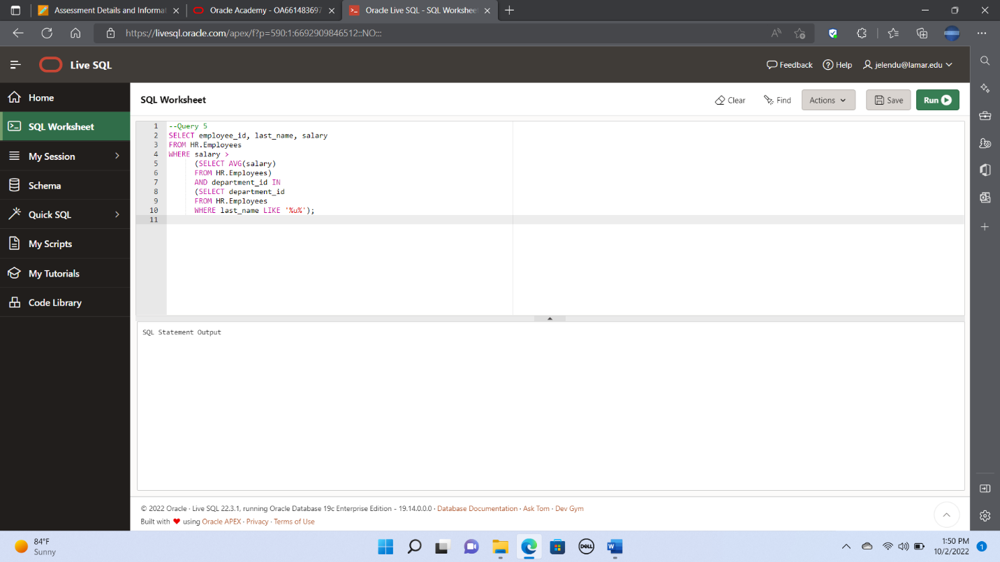 Assessment Details and Informat
Oracle Academy - OA661483697
Oracle Live SQL - SQL Workshee
https://livesql.oracle.com/apex/f?p=590:1:6692909846512::NO:::
Live SQL
Feedback
Help
jelendu@lamar.edu
Home
SQL Worksheet
My Session
Schema
Quick SQL
My Scripts
My Tutorials
Code Library
SQL Worksheet
Clear
Find
Actions
Save
Run
1 --Query 5
2 SELECT employee_id, last_name, salary
3 FROM HR.Employees
4 WHERE salary >
5 (SELECT AVG(salary)
6 FROM HR.Employees)
7 AND department_id IN
8 (SELECT department_id
9 FROM HR.Employees
10 WHERE last_name LIKE '%u%');
11
SQL Statement Output
© 2022 Oracle · Live SQL 22.3.1, running Oracle Database 19c Enterprise Edition - 19.14.0.0.0 · Database Documentation · Ask Tom · Dev Gym
Built with ❤ using Oracle APEX · Privacy · Terms of Use
84°F
Sunny
DELL
W
1:50 PM
10/2/2022
1